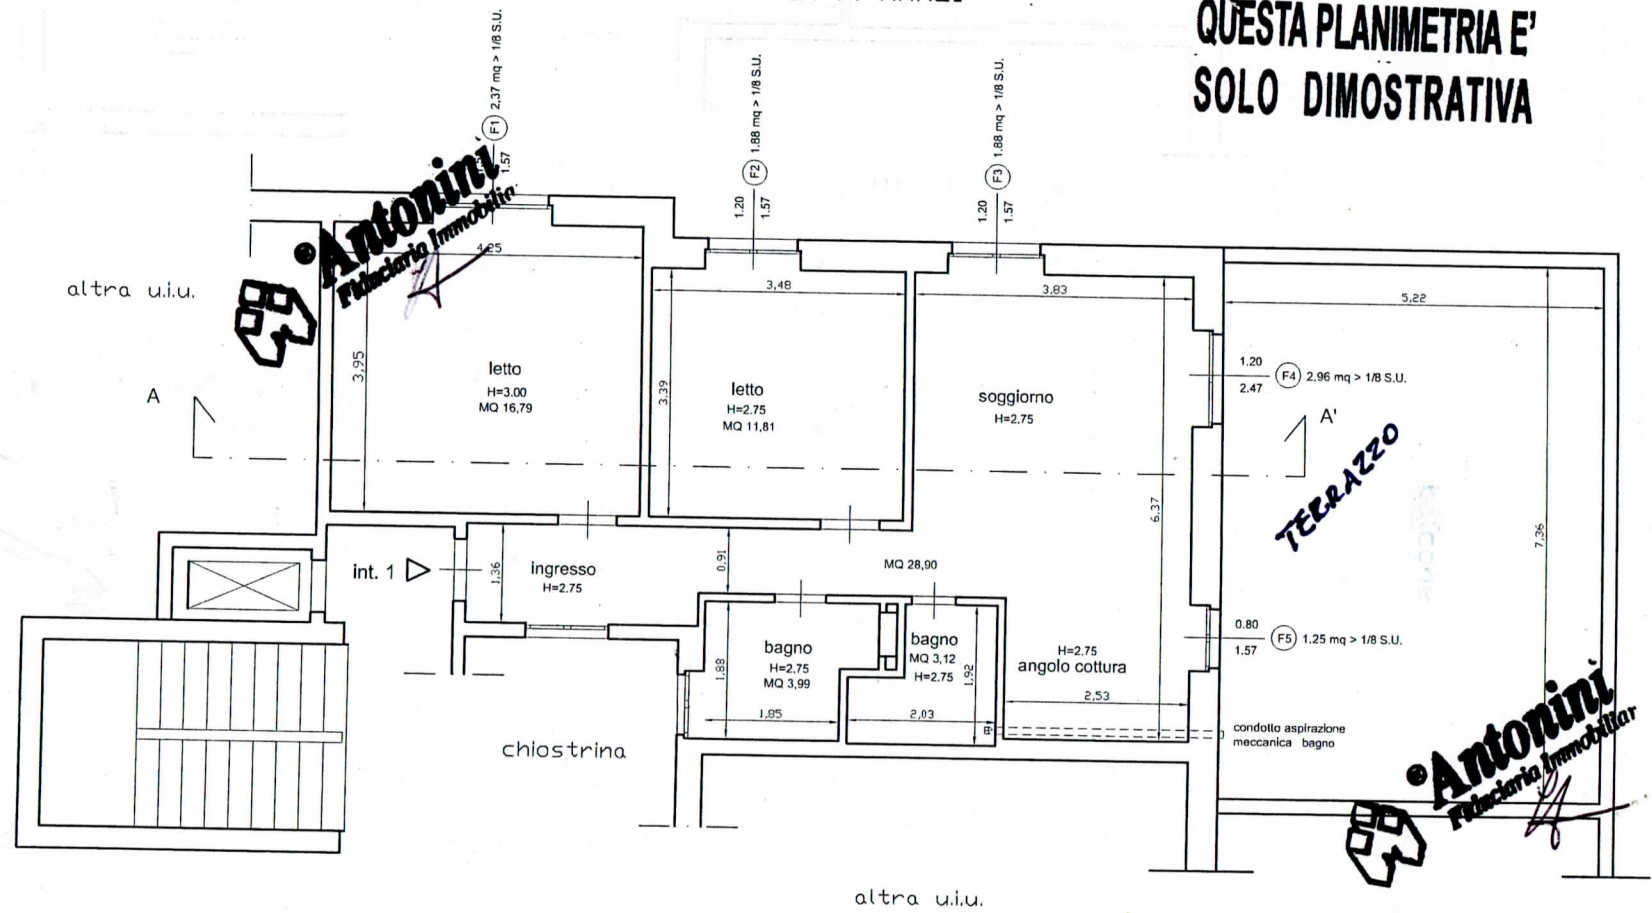 QUESTA PLANIMETRIA E'
SOLO DIMOSTRATIVA
F1 2,37 mq > 1/8 S.U.
1.57
F2 1.88 mq > 1/8 S.U.
1.20
1.57
F3 1.88 mq > 1/8 S.U.
1.20
1.57
Antonini
Fiduciaria Immobiliar
altra u.i.u.
4,25
3,95
letto
H=3.00
MQ 16,79
3,48
3,39
letto
H=2.75
MQ 11,81
3,83
soggiorno
H=2.75
6.37
5,22
1.20
2.47
F4 2.96 mq > 1/8 S.U.
A
A'
TERRAZZO
7,36
int. 1
1,36
ingresso
H=2.75
0,91
MQ 28,90
bagno
H=2.75
MQ 3,99
1,88
1,85
bagno
MQ 3,12
H=2.75
1,92
2,03
H=2.75
angolo cottura
2,53
0.80
1.57
F5 1.25 mq > 1/8 S.U.
condotto aspirazione
meccanica bagno
chiostrina
Antonini
Fiduciaria Immobiliar
altra u.i.u.